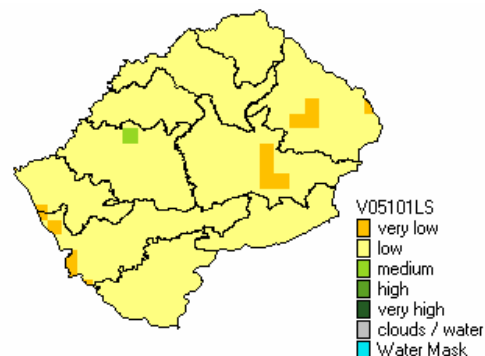 V05101LS
very low
low
medium
high
very high
clouds / water
Water Mask